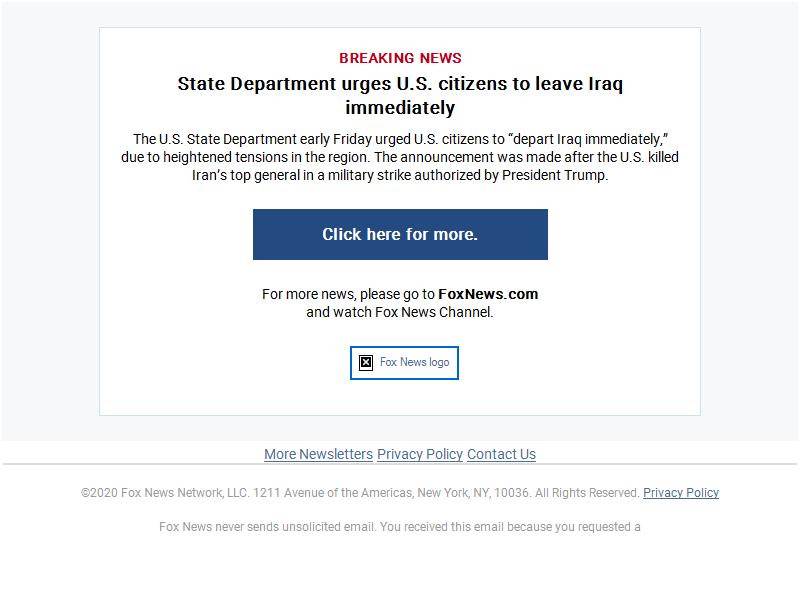 BREAKING NEWS
State Department urges U.S. citizens to leave Iraq
immediately
The U.S. State Department early Friday urged U.S. citizens to “depart Iraq immediately,”
due to heightened tensions in the region. The announcement was made after the U.S. killed
Iran’s top general in a military strike authorized by President Trump.
Click here for more.
For more news, please go to FoxNews.com
and watch Fox News Channel.
Fox News logo
More Newsletters Privacy Policy Contact Us
©2020 Fox News Network, LLC. 1211 Avenue of the Americas, New York, NY, 10036. All Rights Reserved. Privacy Policy
Fox News never sends unsolicited email. You received this email because you requested a